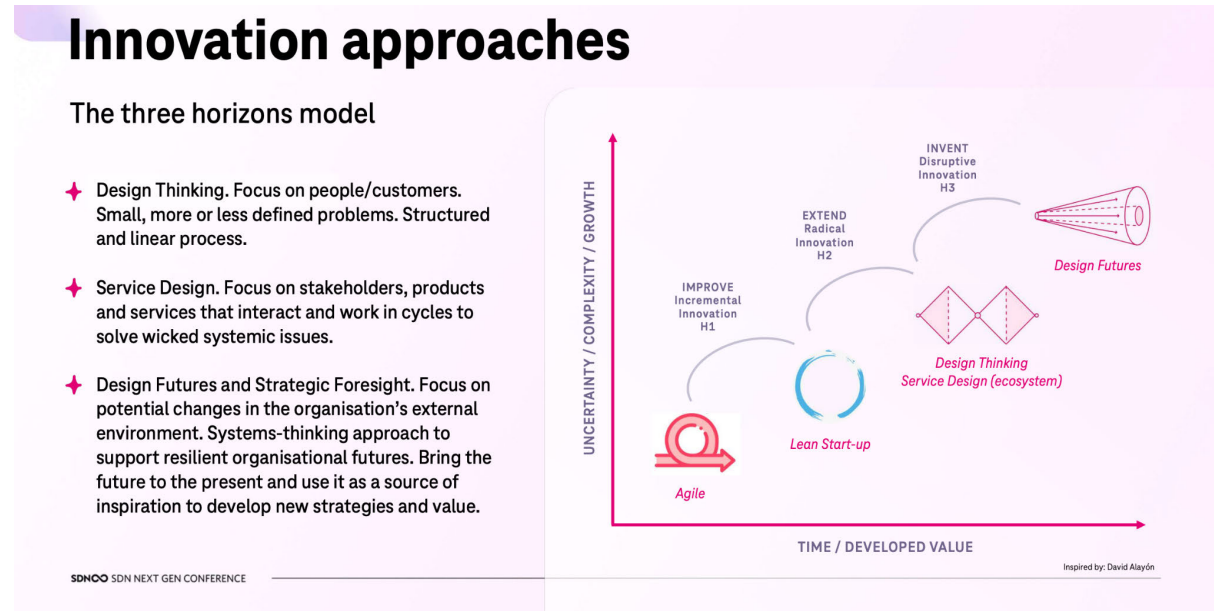 Innovation approaches
The three horizons model
Design Thinking. Focus on people/customers.
Small, more or less defined problems. Structured
and linear process.
Service Design. Focus on stakeholders, products
and services that interact and work in cycles to
solve wicked systemic issues.
Design Futures and Strategic Foresight. Focus on
potential changes in the organisation’s external
environment. Systems-thinking approach to
support resilient organisational futures. Bring the
future to the present and use it as a source of
inspiration to develop new strategies and value.
UNCERTAINTY / COMPLEXITY / GROWTH
IMPROVE
Incremental
Innovation
H1
EXTEND
Radical
Innovation
H2
INVENT
Disruptive
Innovation
H3
Agile
Lean Start-up
Design Thinking
Service Design (ecosystem)
Design Futures
TIME / DEVELOPED VALUE
Inspired by: David Alayón
SDN SDN NEXT GEN CONFERENCE